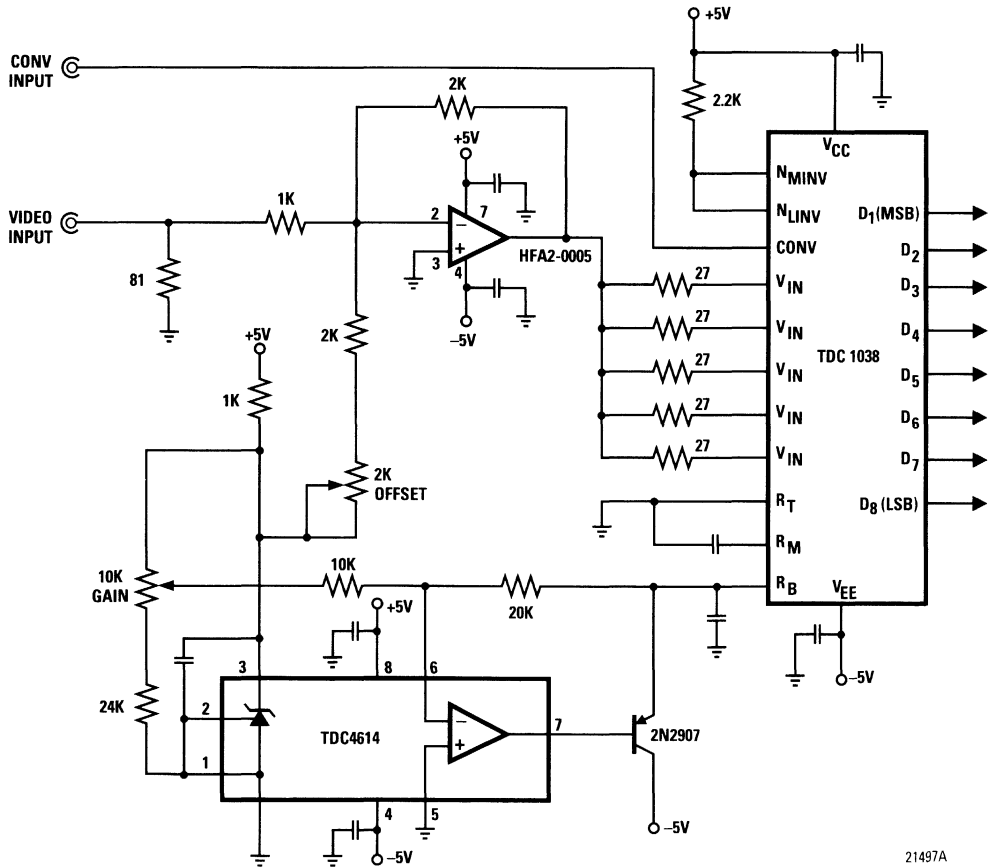 +5V
CONV
INPUT
2K
2.2K
+5V
VCC
NMINV
1K
VIDEO
INPUT
2
7
NLINV
D1(MSB)
3
4
HFA2-0005
CONV
D2
81
27
VIN
D3
−5V
2K
27
VIN
D4
+5V
TDC 1038
27
VIN
D5
1K
27
VIN
D6
27
VIN
D7
2K
OFFSET
RT
D8(LSB)
RM
10K
GAIN
10K
20K
RB
VEE
+5V
3
8
6
−5V
24K
2
TDC4614
7
2N2907
1
4
5
−5V
−5V
21497A